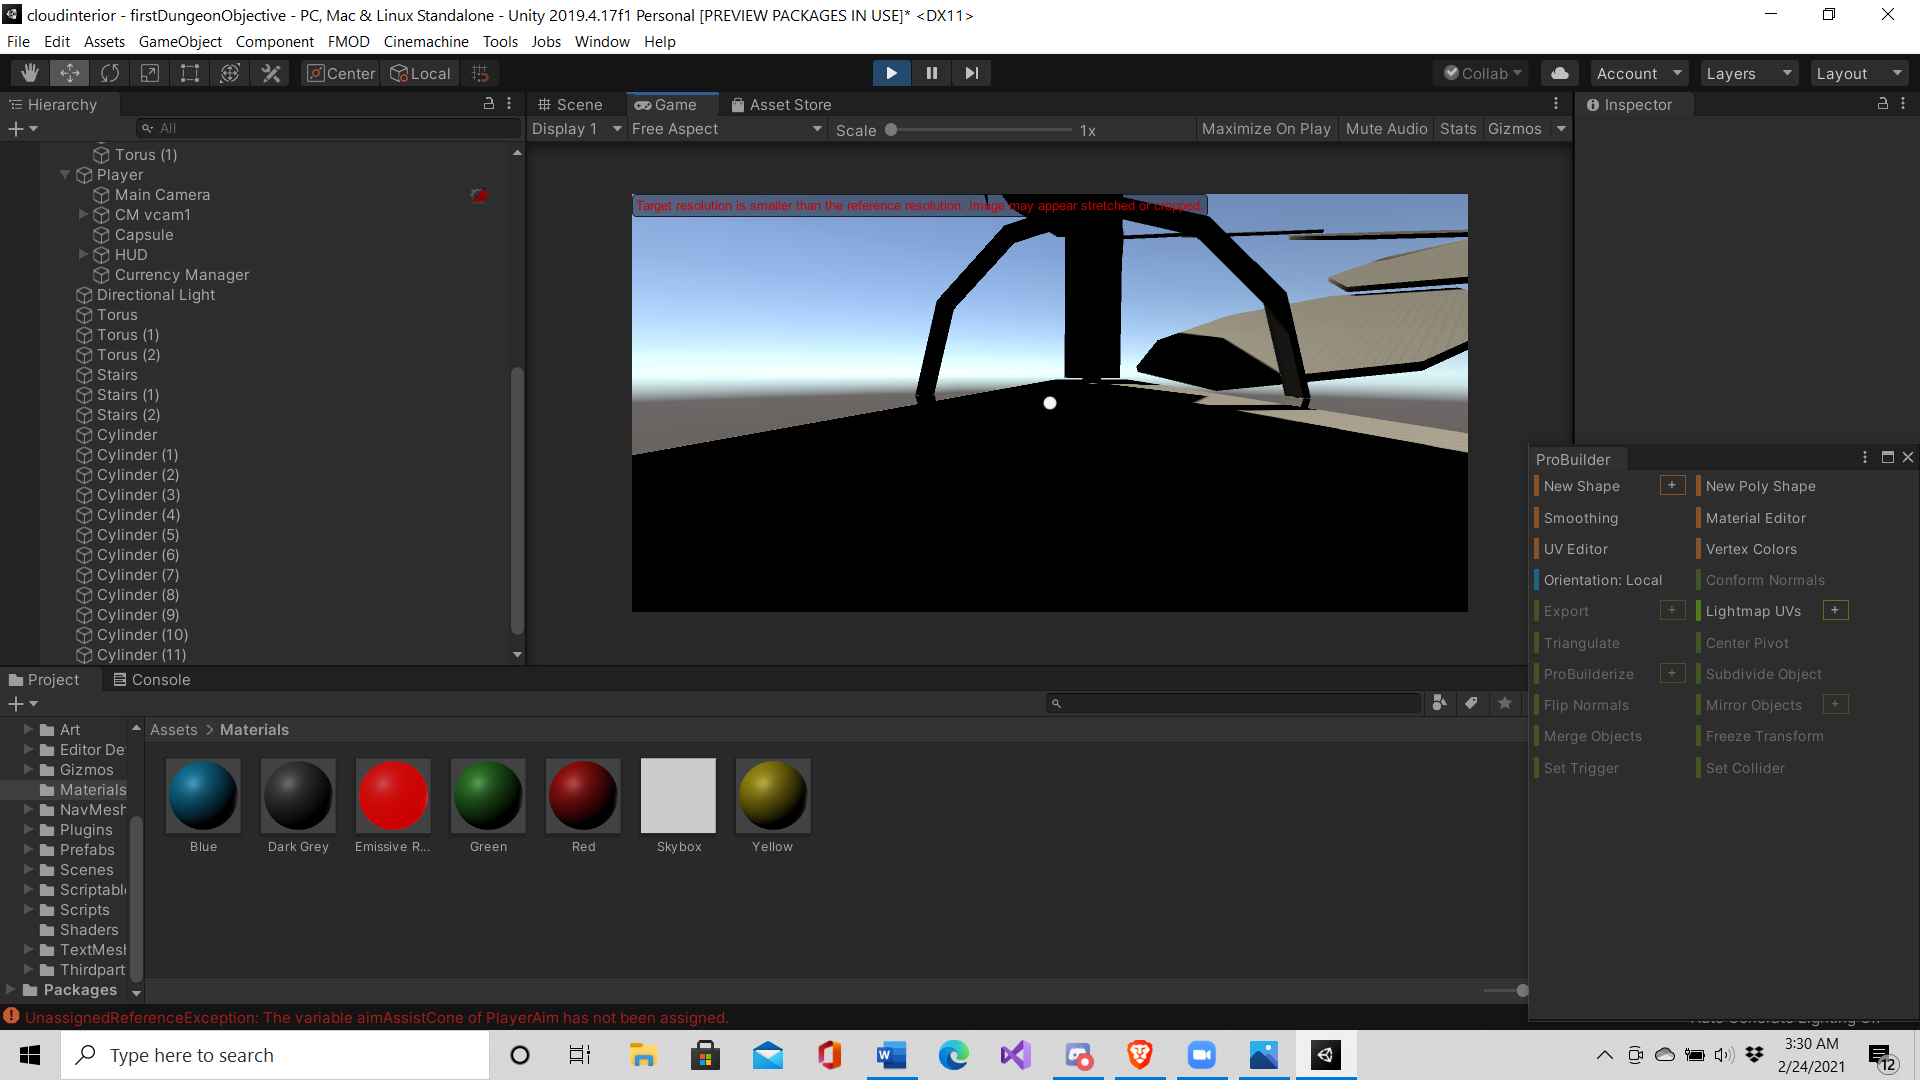 cloudinterior - firstDungeonObjective - PC, Mac & Linux Standalone - Unity 2019.4.17f1 Personal [PREVIEW PACKAGES IN USE]* <DX11>
File Edit Assets GameObject Component FMOD Cinemachine Tools Jobs Window Help
Center Local Collab Account Layers Layout
Hierarchy
All
Torus (1)
Player
Main Camera
CM vcam1
Capsule
HUD
Currency Manager
Directional Light
Torus
Torus (1)
Torus (2)
Stairs
Stairs (1)
Stairs (2)
Cylinder
Cylinder (1)
Cylinder (2)
Cylinder (3)
Cylinder (4)
Cylinder (5)
Cylinder (6)
Cylinder (7)
Cylinder (8)
Cylinder (9)
Cylinder (10)
Cylinder (11)
Scene Game Asset Store
Display 1 Free Aspect Scale 1x Maximize On Play Mute Audio Stats Gizmos
Target resolution is smaller than the reference resolution. Image may appear stretched or cropped.
Inspector
ProBuilder
New Shape + New Poly Shape
Smoothing Material Editor
UV Editor Vertex Colors
Orientation: Local Conform Normals
Export + Lightmap UVs +
Triangulate Center Pivot
ProBuilderize + Subdivide Object
Flip Normals Mirror Objects +
Merge Objects Freeze Transform
Set Trigger Set Collider
Project Console
Art
Editor De
Gizmos
Materials
NavMesh
Plugins
Prefabs
Scenes
Scriptabl
Scripts
Shaders
TextMesh
Thirdpart
Packages
Assets > Materials
Blue Dark Grey Emissive R... Green Red Skybox Yellow
UnassignedReferenceException: The variable aimAssistCone of PlayerAim has not been assigned.
Type here to search
3:30 AM
2/24/2021
12